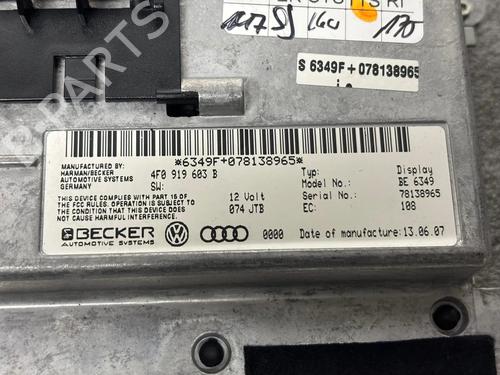 S 6349F+078138965
*6349F+078138965*
MANUFACTURED BY:
HARMAN/BECKER
AUTOMOTIVE SYSTEMS
GERMANY
4F0 919 603 B
SW:
Typ: Display
Model No.: BE 6349
THIS DEVICE COMPLIES WITH PART 15 OF
THE FCC RULES. OPERATION IS SUBJECT TO
THE CONDITION THAT THIS DEVICE DOES NOT
CAUSE HARMFUL INTERFERENCE.
12 Volt
074 JTB
Serial No.: 78138965
EC: 108
BECKER
AUTOMOTIVE SYSTEMS
0000
Date of manufacture: 13.06.07